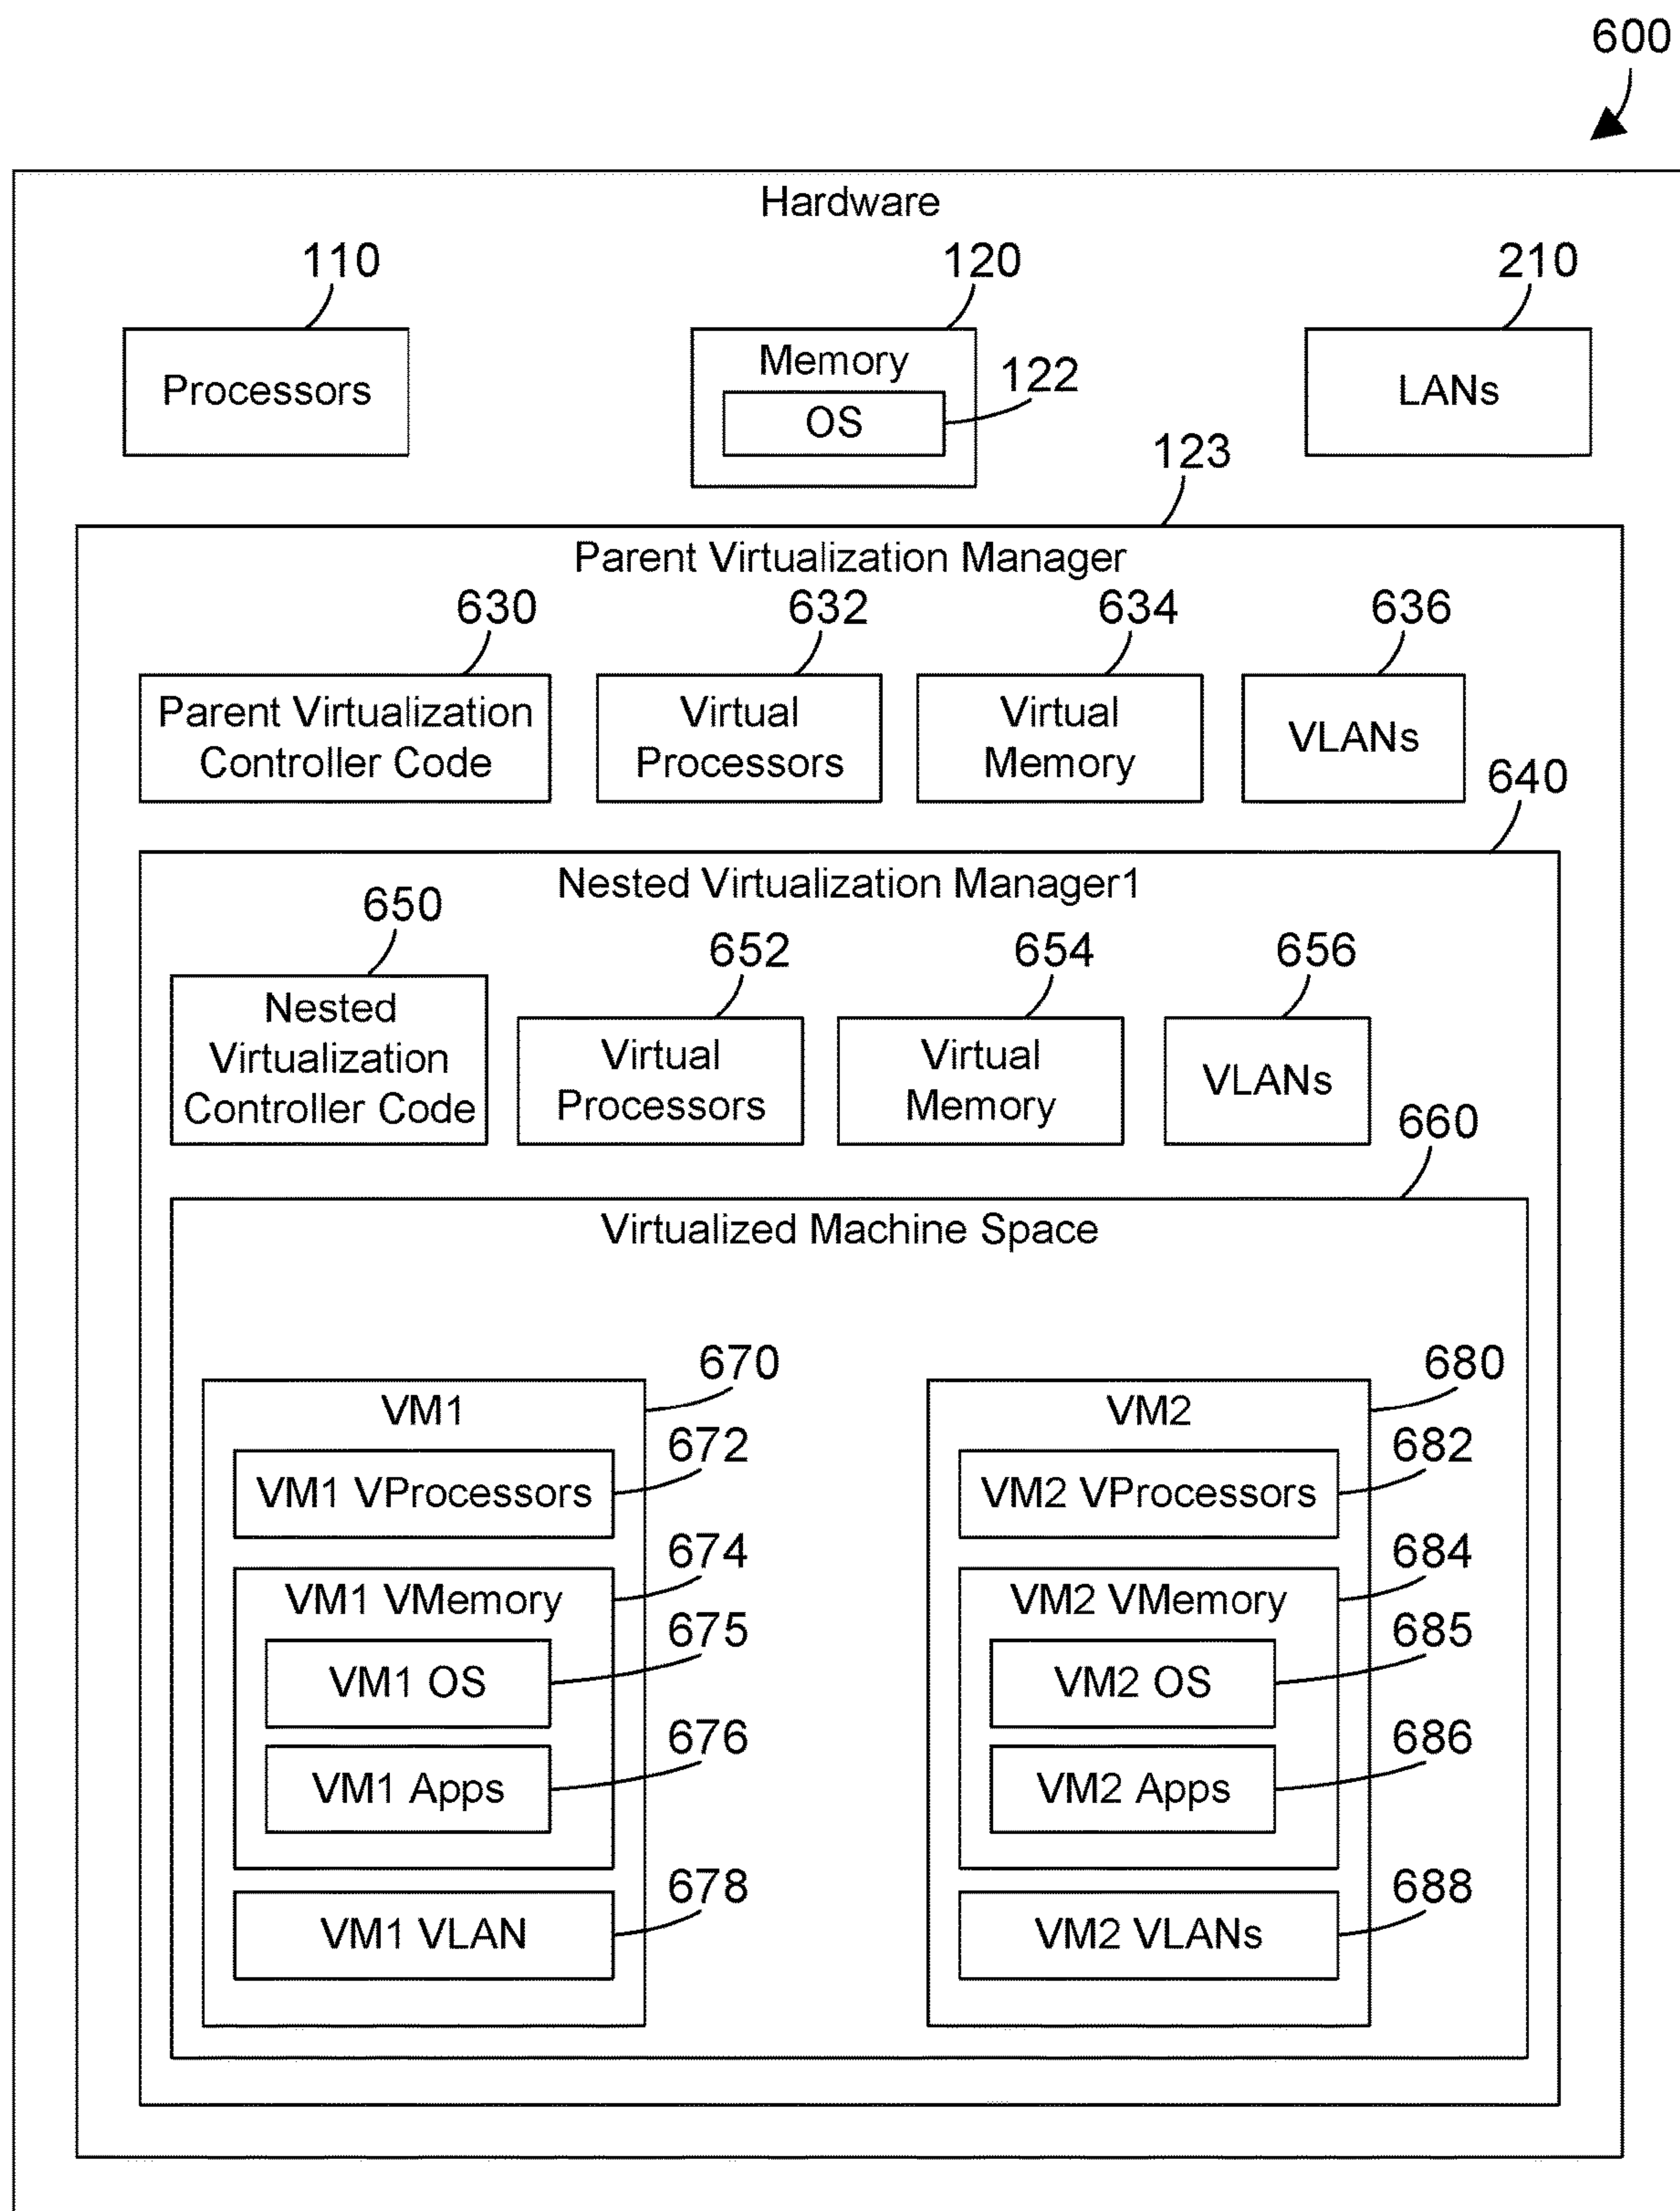 600
Hardware
110
120
210
Processors
Memory
122
OS
LANs
123
Parent Virtualization Manager
630
632
634
636
Parent Virtualization
Controller Code
Virtual
Processors
Virtual
Memory
VLANs
640
Nested Virtualization Manager1
650
652
654
656
Nested
Virtualization
Controller Code
Virtual
Processors
Virtual
Memory
VLANs
660
Virtualized Machine Space
670
VM1
672
VM1 VProcessors
674
VM1 VMemory
675
VM1 OS
676
VM1 Apps
678
VM1 VLAN
680
VM2
682
VM2 VProcessors
684
VM2 VMemory
685
VM2 OS
686
VM2 Apps
688
VM2 VLANs